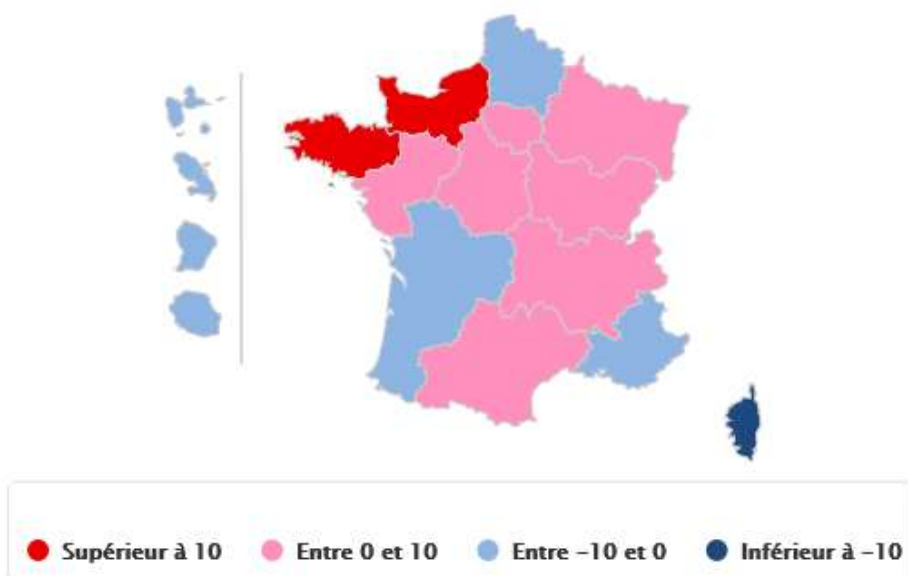 Supérieur à 10 Entre 0 et 10 Entre −10 et 0 Inférieur à −10